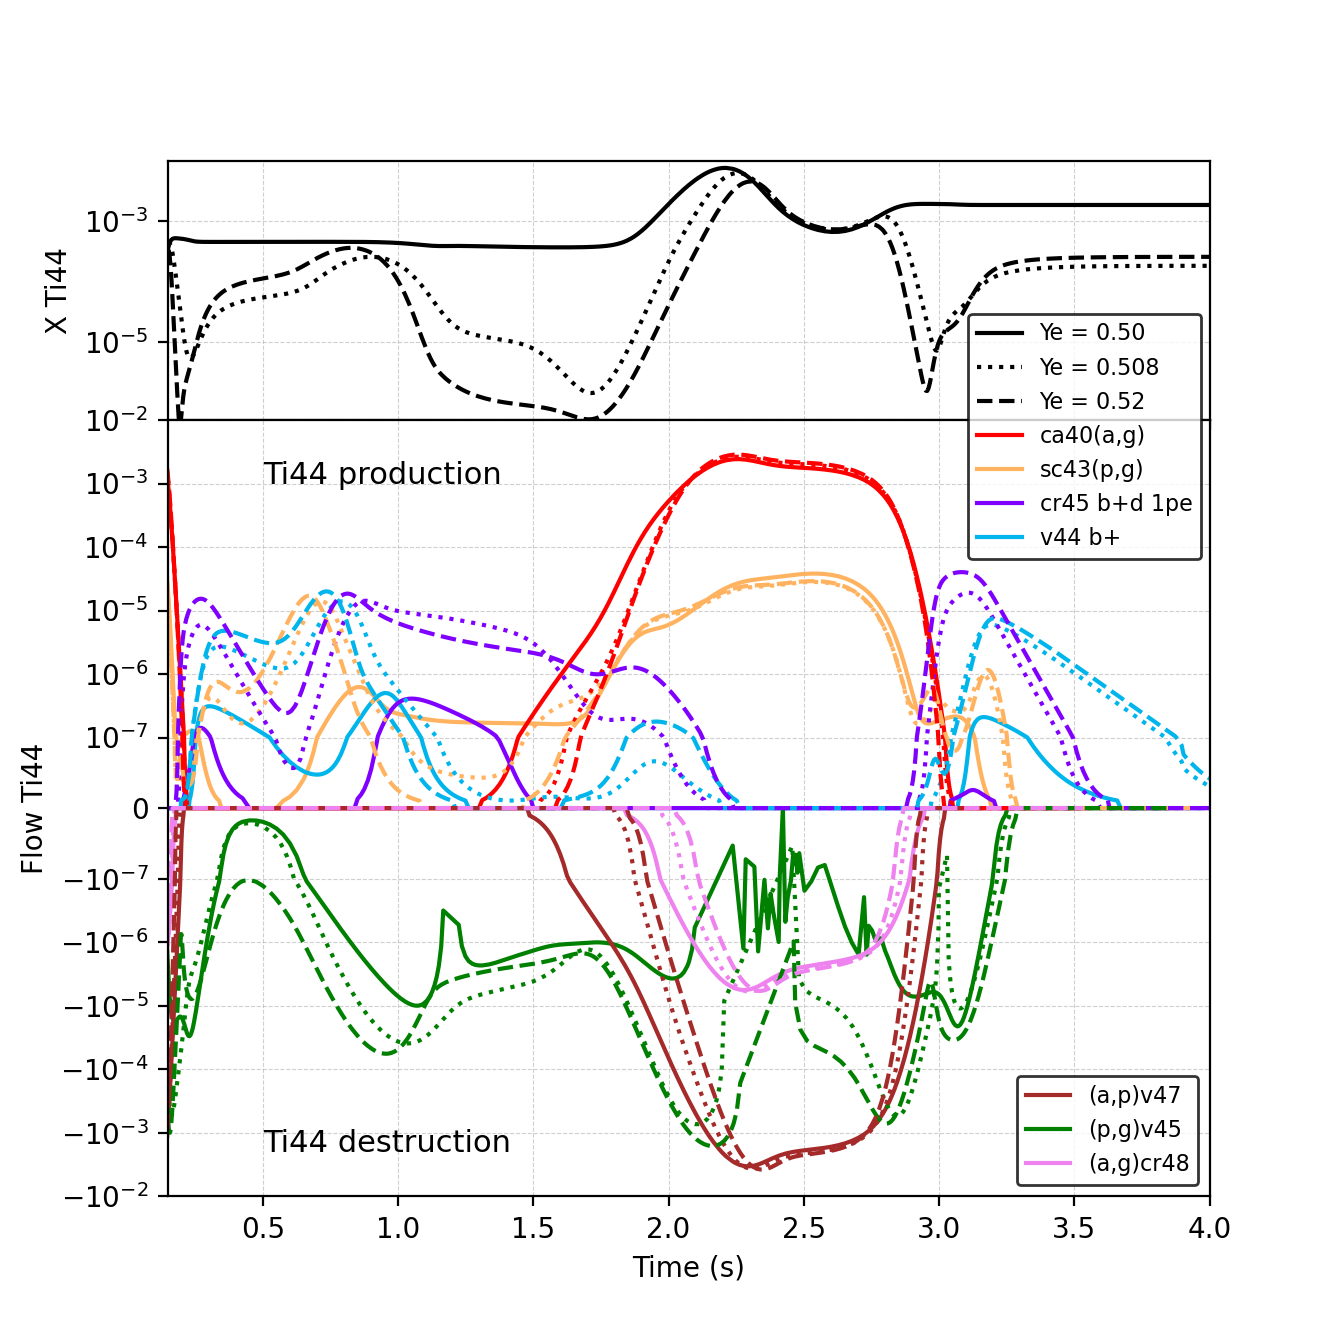 X Ti44
10⁻³
10⁻⁵
Ye = 0.50
Ye = 0.508
Ye = 0.52
ca40(a,g)
sc43(p,g)
cr45 b+d 1pe
v44 b+
Flow Ti44
10⁻²
10⁻³
10⁻⁴
10⁻⁵
10⁻⁶
10⁻⁷
0
−10⁻⁷
−10⁻⁶
−10⁻⁵
−10⁻⁴
−10⁻³
−10⁻²
Ti44 production
Ti44 destruction
(a,p)v47
(p,g)v45
(a,g)cr48
0.5 1.0 1.5 2.0 2.5 3.0 3.5 4.0
Time (s)